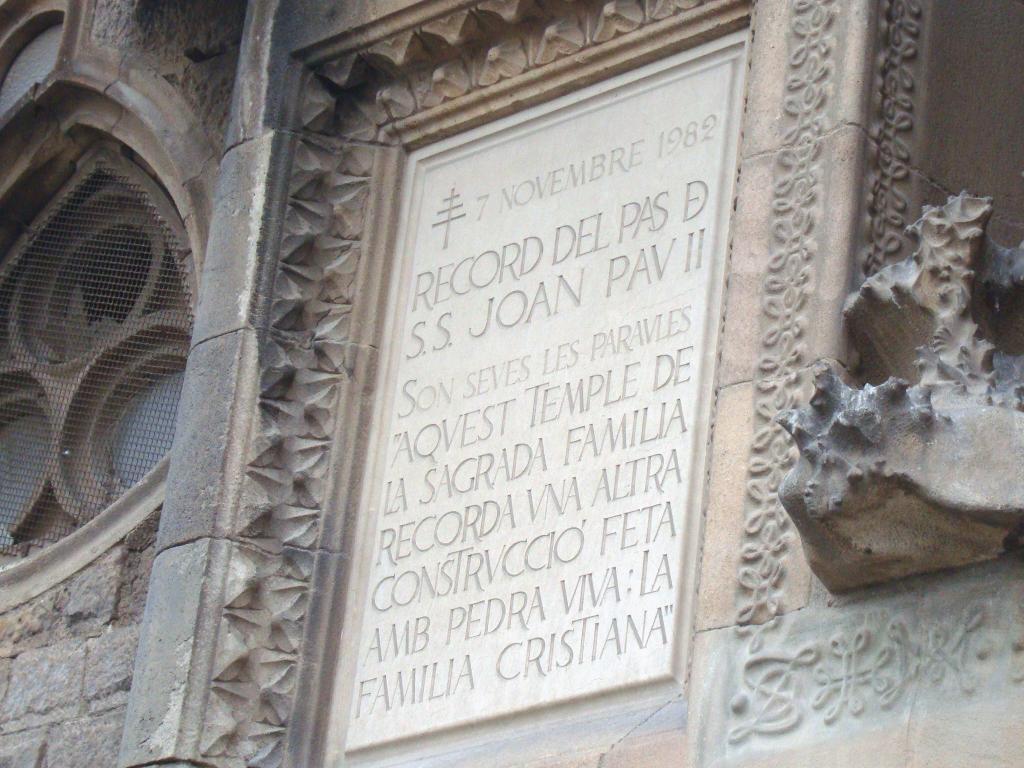 ‡ 7 NOVEMBRE 1982
RECORD DEL PAS Đ
S.S. JOAN PAV II
SON SEVES LES PARAVLES
"AQVEST TEMPLE DE
LA SAGRADA FAMILIA
RECORDA VNA ALTRA
CONSTRVCCIÓ FETA
AMB PEDRA VIVA: LA
FAMILIA CRISTIANA"